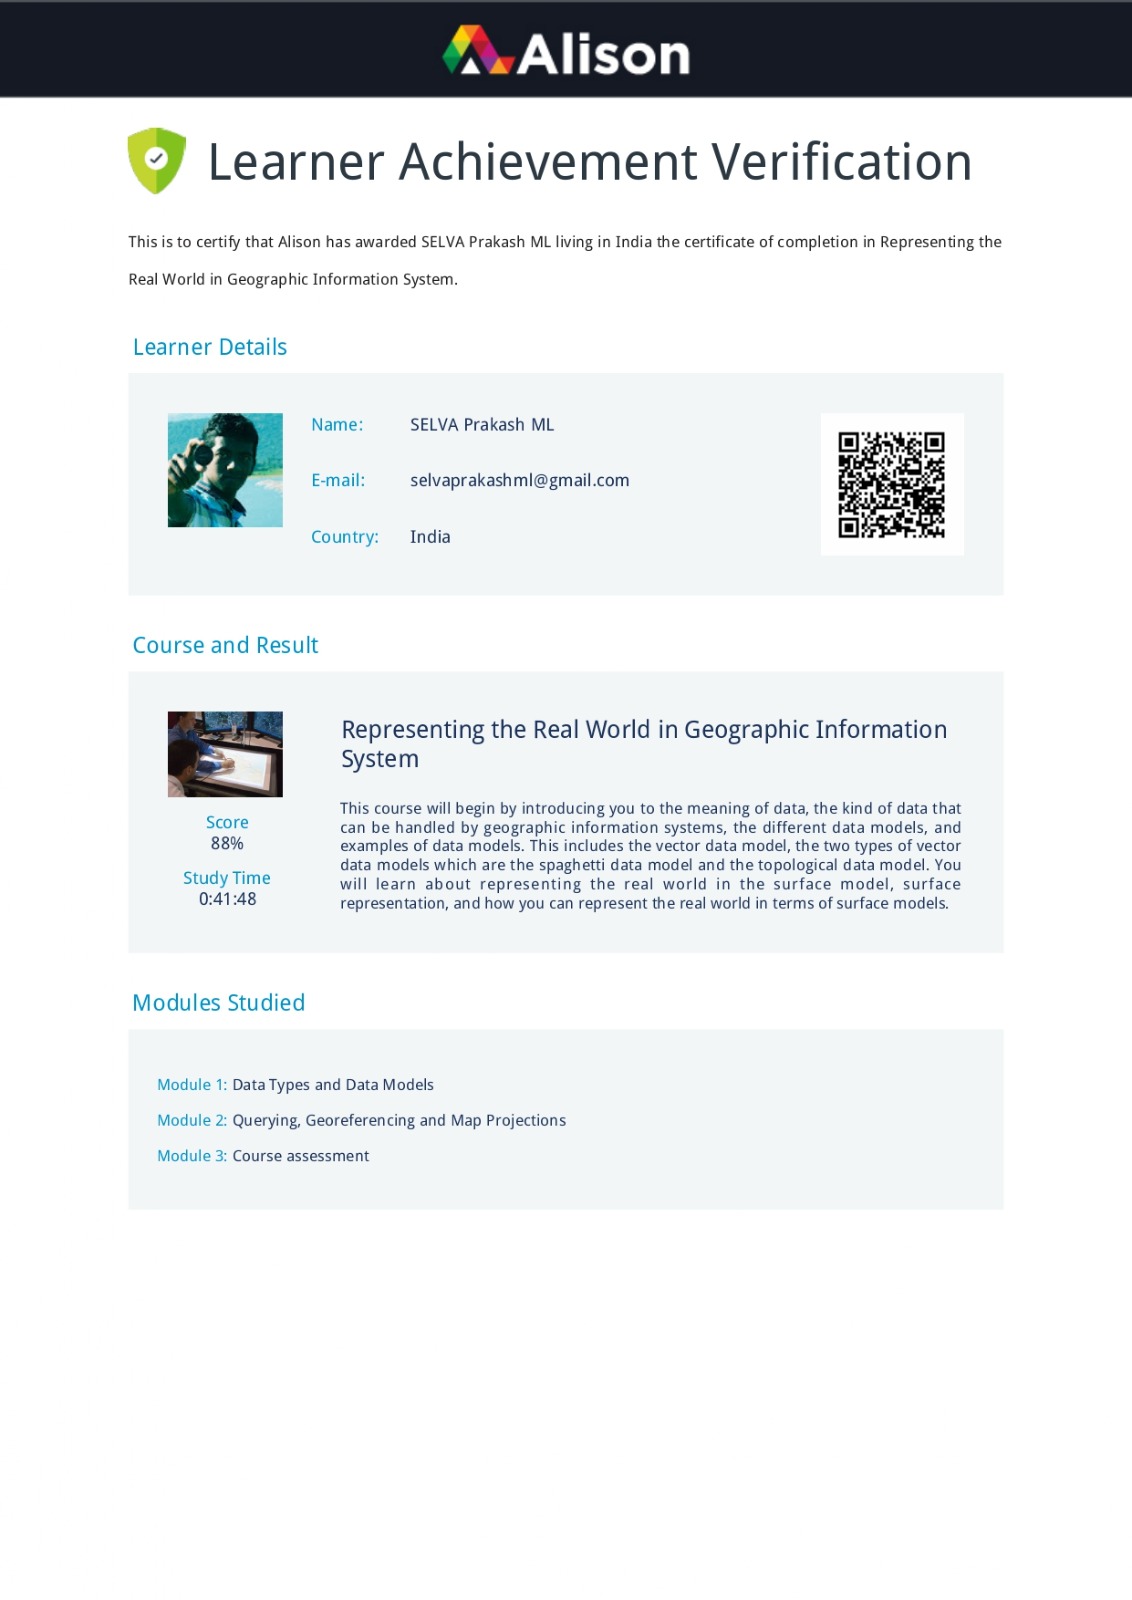 Alison
Learner Achievement Verification
This is to certify that Alison has awarded SELVA Prakash ML living in India the certificate of completion in Representing the
Real World in Geographic Information System.
Learner Details
Name: SELVA Prakash ML
E-mail: selvaprakashml@gmail.com
Country: India
Course and Result
Representing the Real World in Geographic Information
System
This course will begin by introducing you to the meaning of data, the kind of data that
can be handled by geographic information systems, the different data models, and
examples of data models. This includes the vector data model, the two types of vector
data models which are the spaghetti data model and the topological data model. You
will learn about representing the real world in the surface model, surface
representation, and how you can represent the real world in terms of surface models.
Score
88%
Study Time
0:41:48
Modules Studied
Module 1: Data Types and Data Models
Module 2: Querying, Georeferencing and Map Projections
Module 3: Course assessment